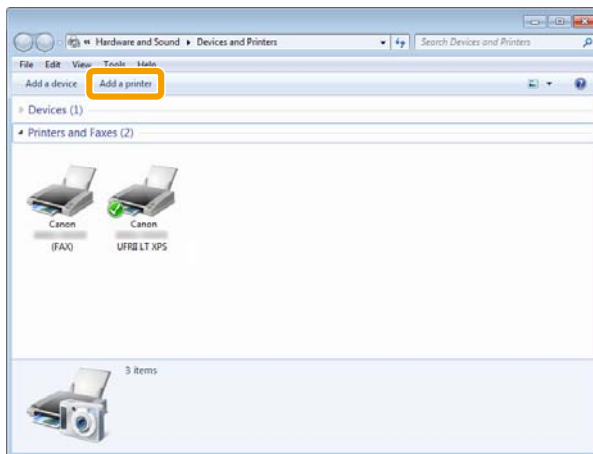 « Hardware and Sound ▸ Devices and Printers
Search Devices and Printers
File Edit View Tools Help
Add a device Add a printer
Devices (1)
Printers and Faxes (2)
Canon Canon
(FAX) UFRII LT XPS
3 items